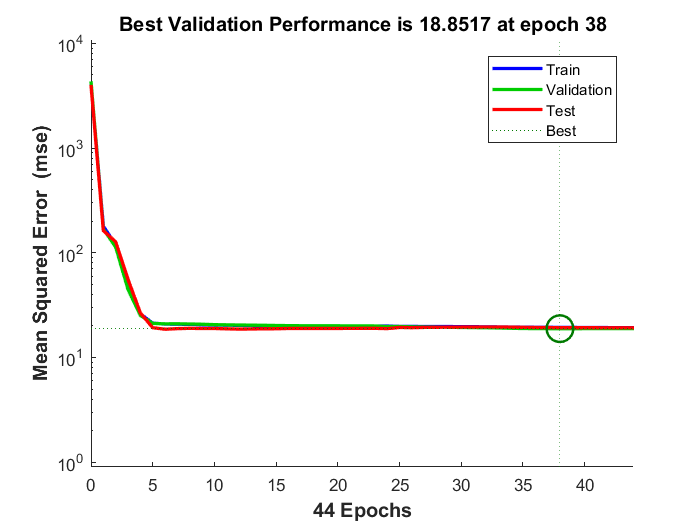 Best Validation Performance is 18.8517 at epoch 38
Mean Squared Error  (mse)
10^4
10^3
10^2
10^1
10^0
Train
Validation
Test
Best
0 5 10 15 20 25 30 35 40
44 Epochs